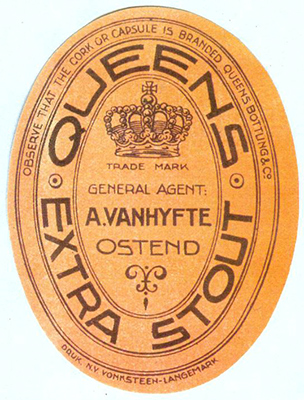 OBSERVE THAT THE CORK OR CAPSULE IS BRANDED QUEENS BOTTLING & Co
QUEENS
TRADE MARK
GENERAL AGENT:
A. VANHYFTE
OSTEND
EXTRA STOUT
DRUK. N.V. VONKSTEEN-LANGEMARK